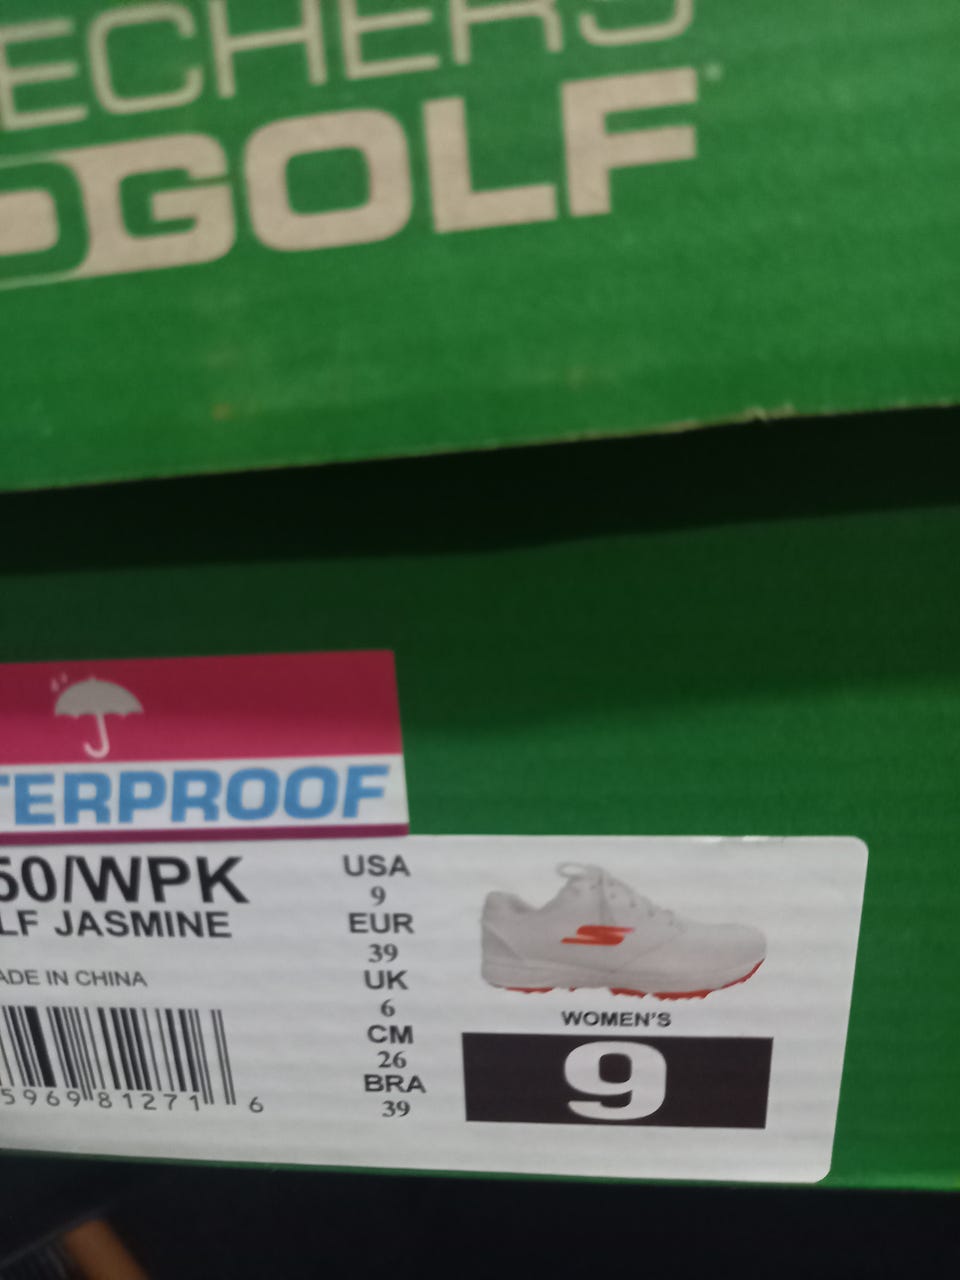 ECHERS
GOLF
TERPROOF
50/WPK
LF JASMINE
ADE IN CHINA
5969 81271 6
USA
9
EUR
39
UK
6
CM
26
BRA
39
WOMEN'S
9